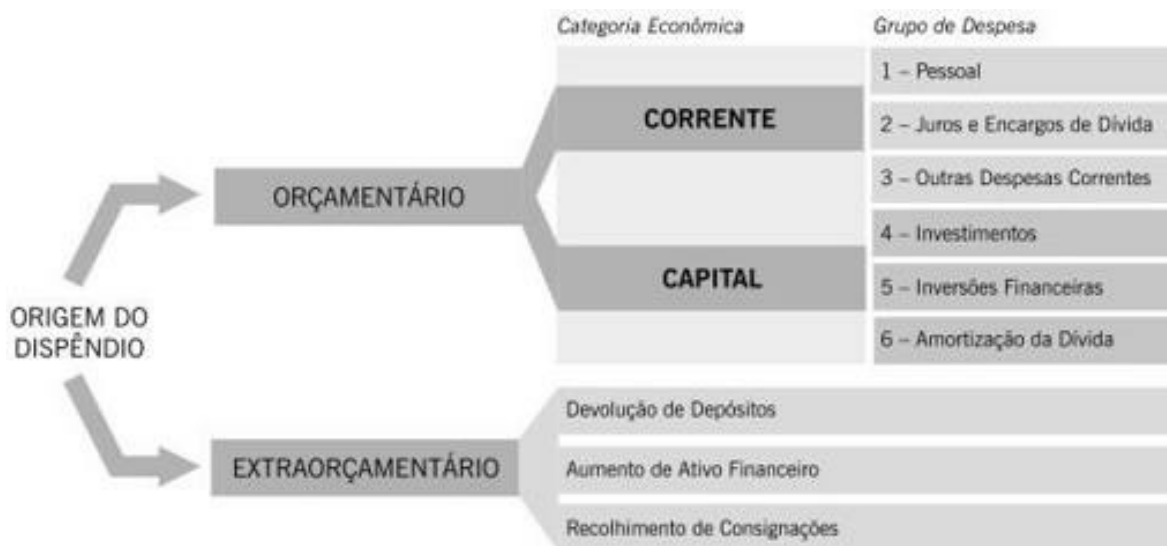 Categoria Econômica
Grupo de Despesa
1 – Pessoal
CORRENTE
2 – Juros e Encargos de Dívida
3 – Outras Despesas Correntes
ORÇAMENTÁRIO
4 – Investimentos
CAPITAL
5 – Inversões Financeiras
6 – Amortização da Dívida
ORIGEM DO
DISPÊNDIO
Devolução de Depósitos
EXTRAORÇAMENTÁRIO
Aumento de Ativo Financeiro
Recolhimento de Consignações